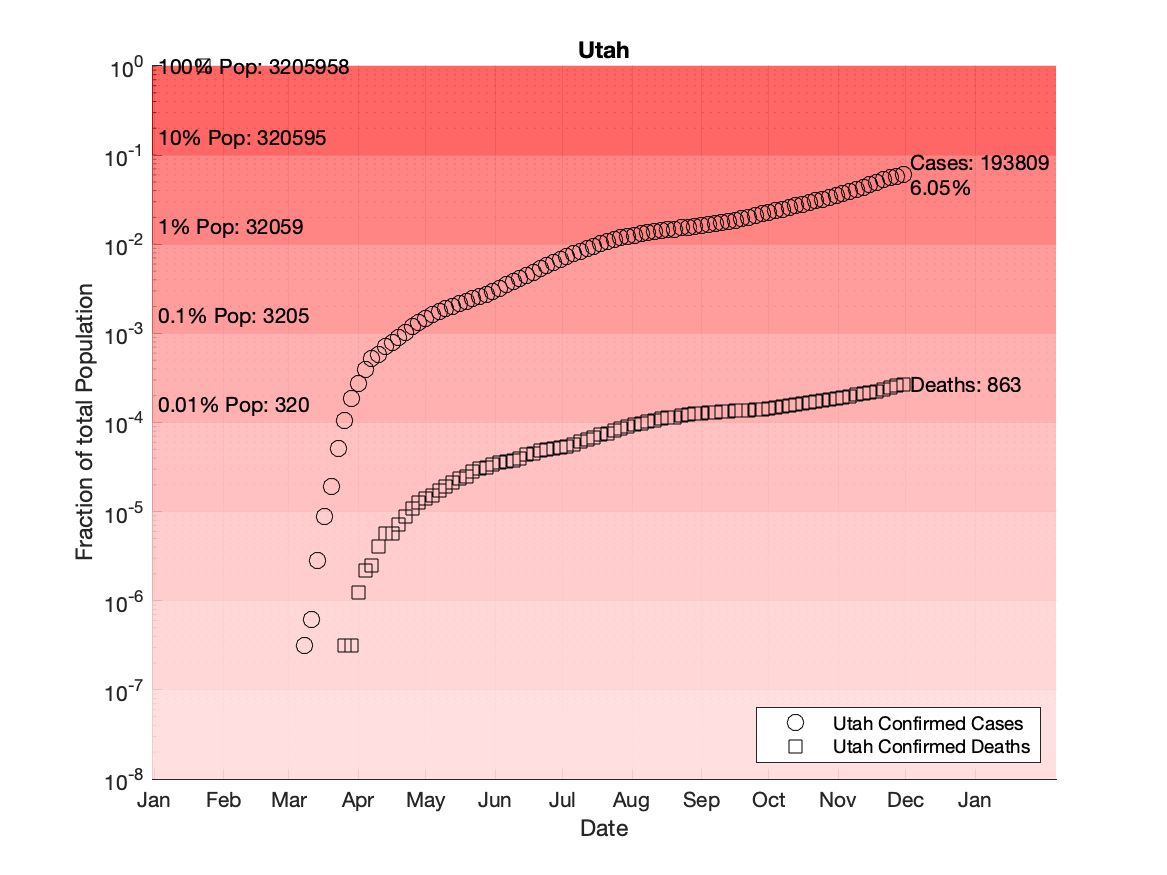 Utah
10^0
100% Pop: 3205958
10% Pop: 320595
10^-1
Cases: 193809
6.05%
1% Pop: 32059
10^-2
0.1% Pop: 3205
10^-3
Deaths: 863
0.01% Pop: 320
10^-4
10^-5
10^-6
10^-7
10^-8
Fraction of total Population
Utah Confirmed Cases
Utah Confirmed Deaths
Jan Feb Mar Apr May Jun Jul Aug Sep Oct Nov Dec Jan
Date